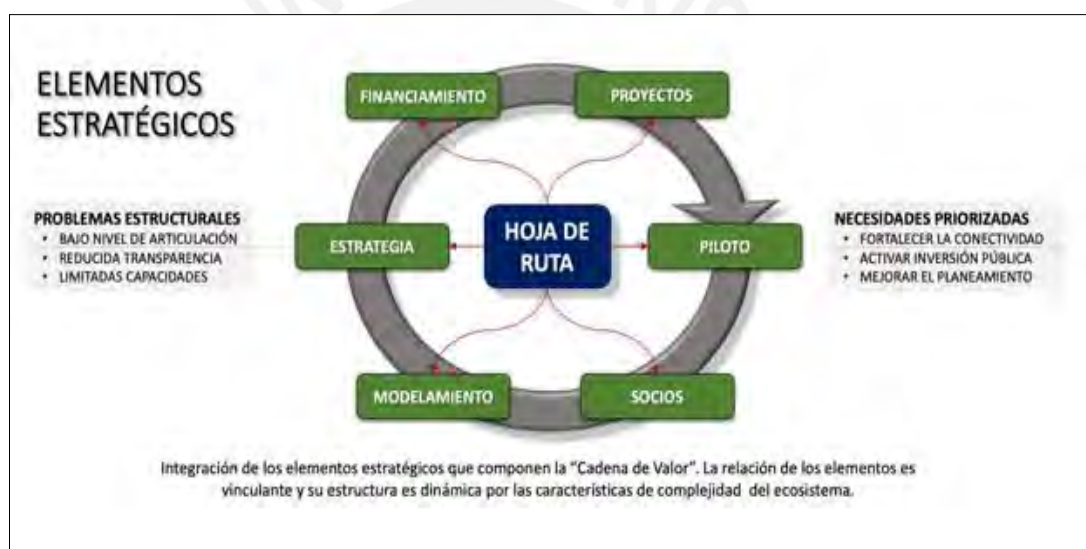 ELEMENTOS
ESTRATÉGICOS
FINANCIAMIENTO
PROYECTOS
PROBLEMAS ESTRUCTURALES
• BAJO NIVEL DE ARTICULACIÓN
• REDUCIDA TRANSPARENCIA
• LIMITADAS CAPACIDADES
ESTRATEGIA
HOJA DE
RUTA
PILOTO
NECESIDADES PRIORIZADAS
• FORTALECER LA CONECTIVIDAD
• ACTIVAR INVERSIÓN PÚBLICA
• MEJORAR EL PLANEAMIENTO
MODELAMIENTO
SOCIOS
Integración de los elementos estratégicos que componen la “Cadena de Valor”. La relación de los elementos es
vinculante y su estructura es dinámica por las características de complejidad del ecosistema.